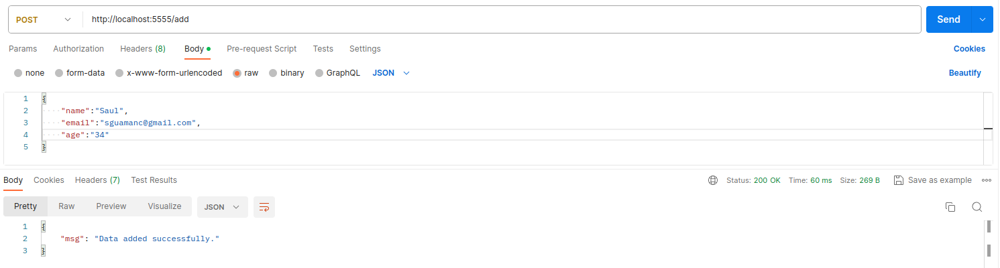 POST http://localhost:5555/add Send
Params Authorization Headers (8) Body Pre-request Script Tests Settings Cookies
none form-data x-www-form-urlencoded raw binary GraphQL JSON Beautify
1 {
2 ····"name":"Saul",
3 ····"email":"sguamanc@gmail.com",
4 ····"age":"34"
5 }
Body Cookies Headers (7) Test Results Status: 200 OK Time: 60 ms Size: 269 B Save as example
Pretty Raw Preview Visualize JSON
1 {
2 "msg": "Data added successfully."
3 }